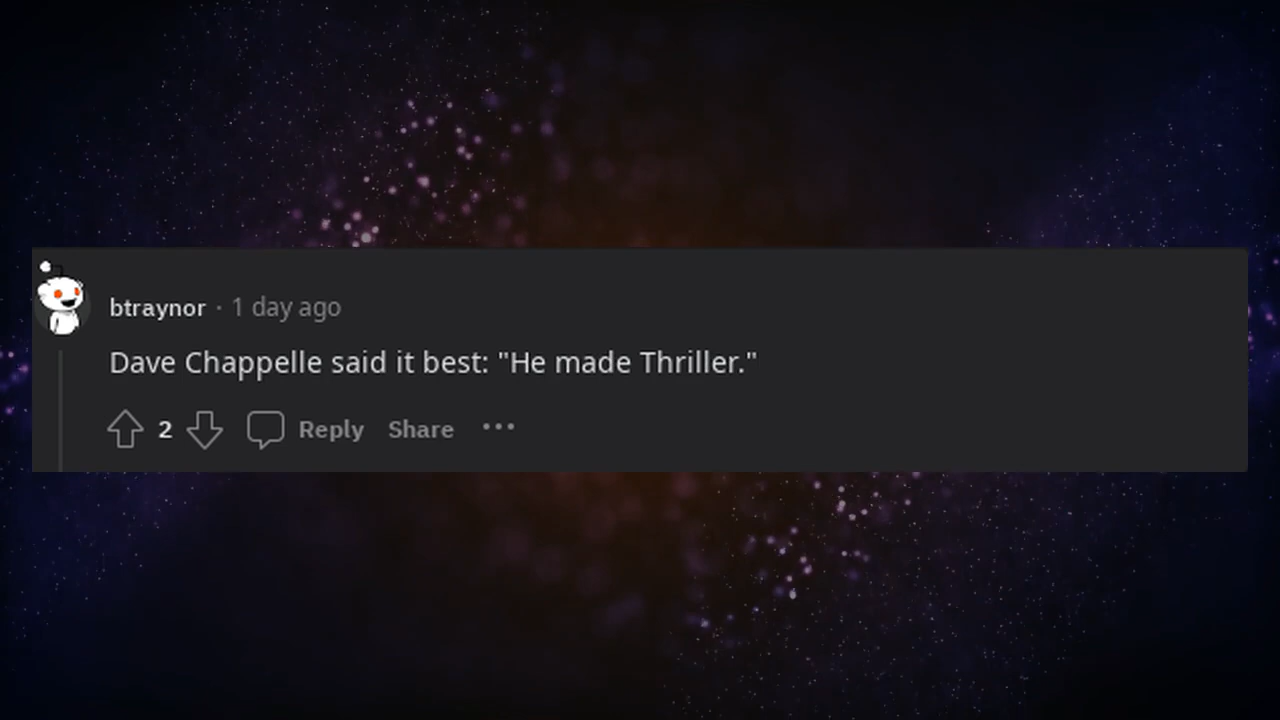 btraynor · 1 day ago
Dave Chappelle said it best: "He made Thriller."
2 Reply Share •••